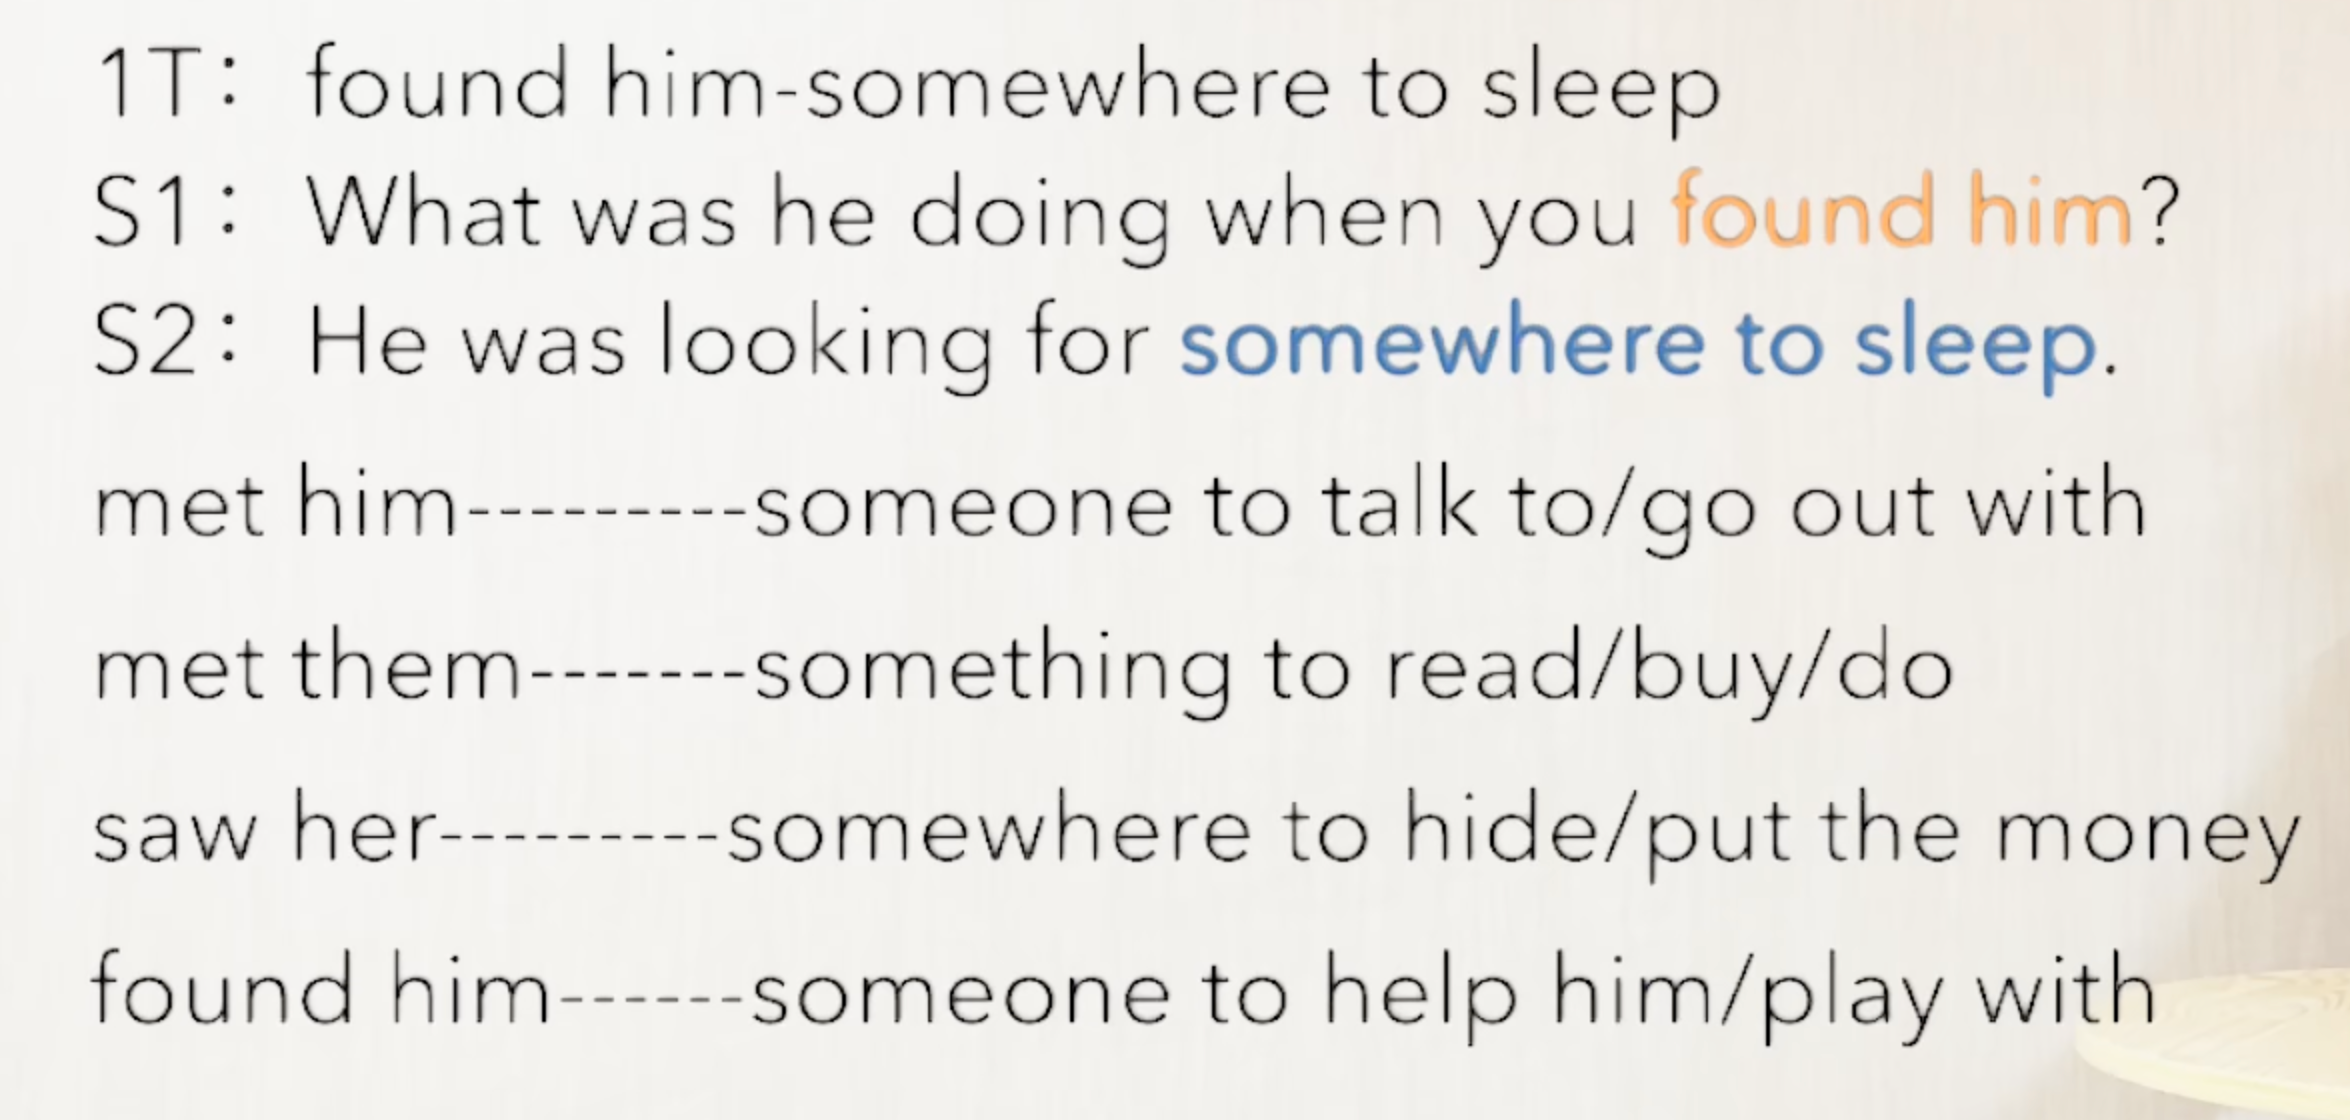 1T: found him-somewhere to sleep
S1: What was he doing when you found him?
S2: He was looking for somewhere to sleep.
met him---------someone to talk to/go out with
met them-------something to read/buy/do
saw her---------somewhere to hide/put the money
found him------someone to help him/play with